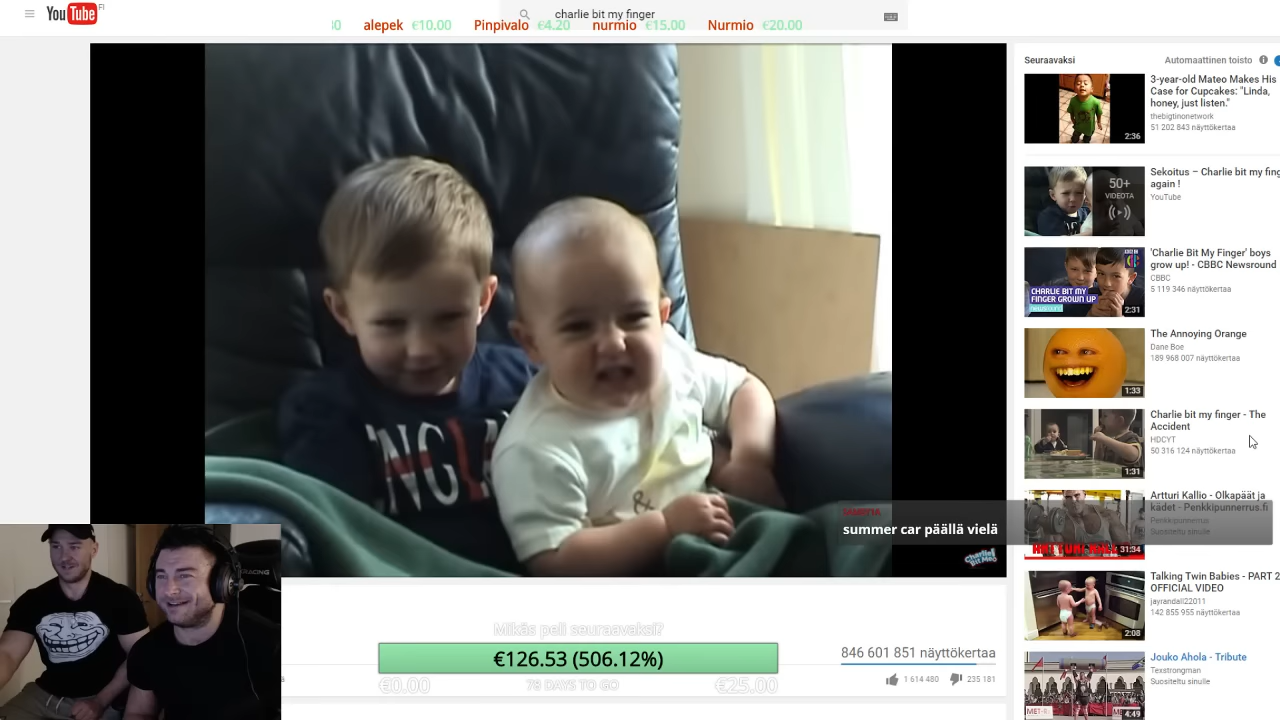 YouTube FI
charlie bit my finger
alepek €10.00 Pinpivalo €4.20 nurmio €15.00 Nurmio €20.00
Seuraavaksi
Automaattinen toisto
3-year-old Mateo Makes His
Case for Cupcakes: "Linda,
honey, just listen."
thebigtinonetwork
51 202 843 näyttökertaa
2:36
Sekoitus – Charlie bit my fing
again !
YouTube
50+
VIDEOTA
'Charlie Bit My Finger' boys
grow up! - CBBC Newsround
CBBC
5 119 346 näyttökertaa
CHARLIE BIT MY
FINGER GROWN UP
2:31
The Annoying Orange
Dane Boe
189 968 007 näyttökertaa
1:33
Charlie bit my finger - The
Accident
HDCYT
50 316 124 näyttökertaa
1:31
Artturi Kallio - Olkapäät ja
kädet - Penkkipunnerrus.fi
Penkkipunnerrus
Suositeltu sinulle
31:34
summer car päällä vielä
Talking Twin Babies - PART 2
OFFICIAL VIDEO
jayrandall22011
142 855 955 näyttökertaa
2:08
Jouko Ahola - Tribute
Texstrongman
Suositeltu sinulle
4:49
ENGLA
&
Charlie
Bit Me
RACING
Mikäs peli seuraavaksi?
€126.53 (506.12%)
€0.00 78 DAYS TO GO €25.00
846 601 851 näyttökertaa
1 614 480 235 181